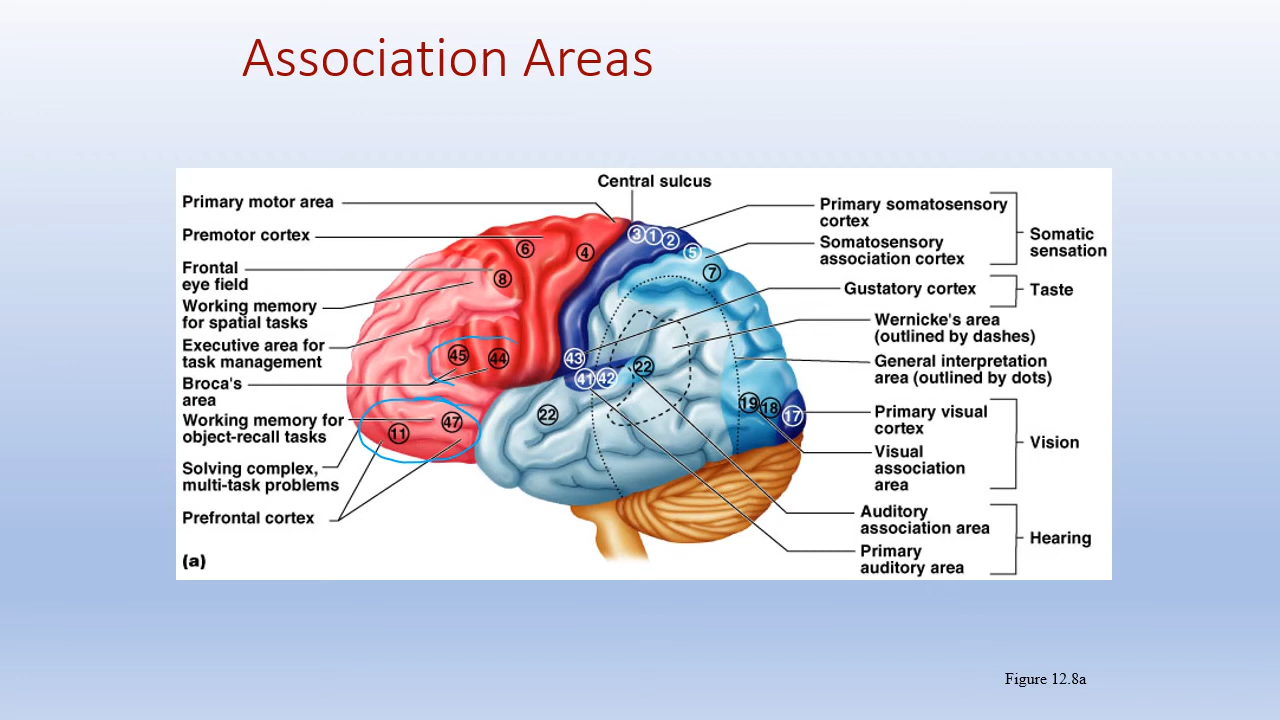 Association Areas
Central sulcus
Primary motor area
Premotor cortex
Frontal
eye field
Working memory
for spatial tasks
Executive area for
task management
Broca's
area
Working memory for
object-recall tasks
Solving complex,
multi-task problems
Prefrontal cortex
(a)
6
4
8
45
44
47
11
3
1
2
5
7
43
41
42
22
22
19
18
17
Primary somatosensory
cortex
Somatosensory
association cortex
Somatic
sensation
Gustatory cortex
Taste
Wernicke's area
(outlined by dashes)
General interpretation
area (outlined by dots)
Primary visual
cortex
Visual
association
area
Vision
Auditory
association area
Primary
auditory area
Hearing
Figure 12.8a